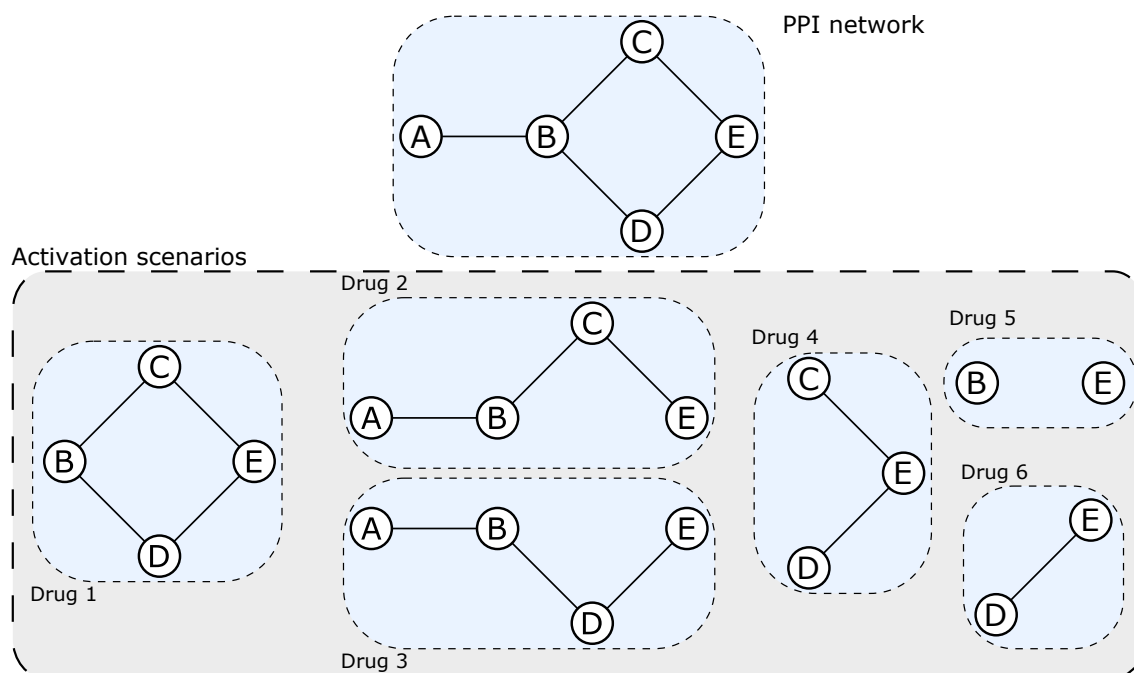 PPI network
C
A
B
E
D
Activation scenarios
Drug 1
C
B
E
D
Drug 2
C
A
B
E
Drug 3
A
B
E
D
Drug 4
C
E
D
Drug 5
B
E
Drug 6
E
D